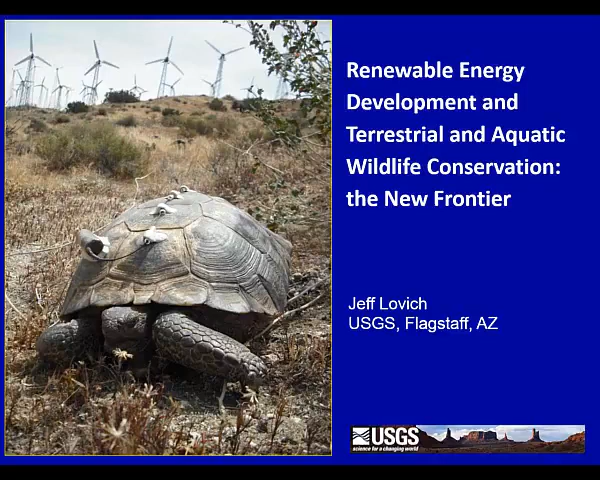 Renewable Energy
Development and
Terrestrial and Aquatic
Wildlife Conservation:
the New Frontier
Jeff Lovich
USGS, Flagstaff, AZ
USGS
science for a changing world